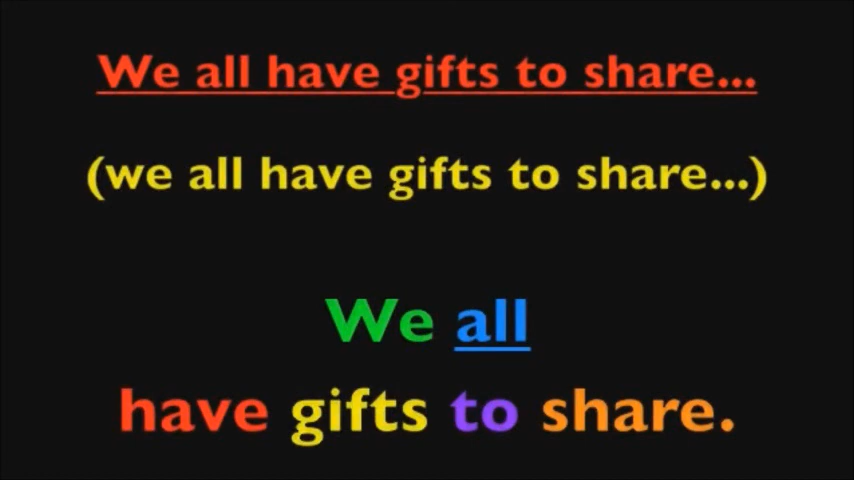 We all have gifts to share...
(we all have gifts to share...)
We all
have gifts to share.